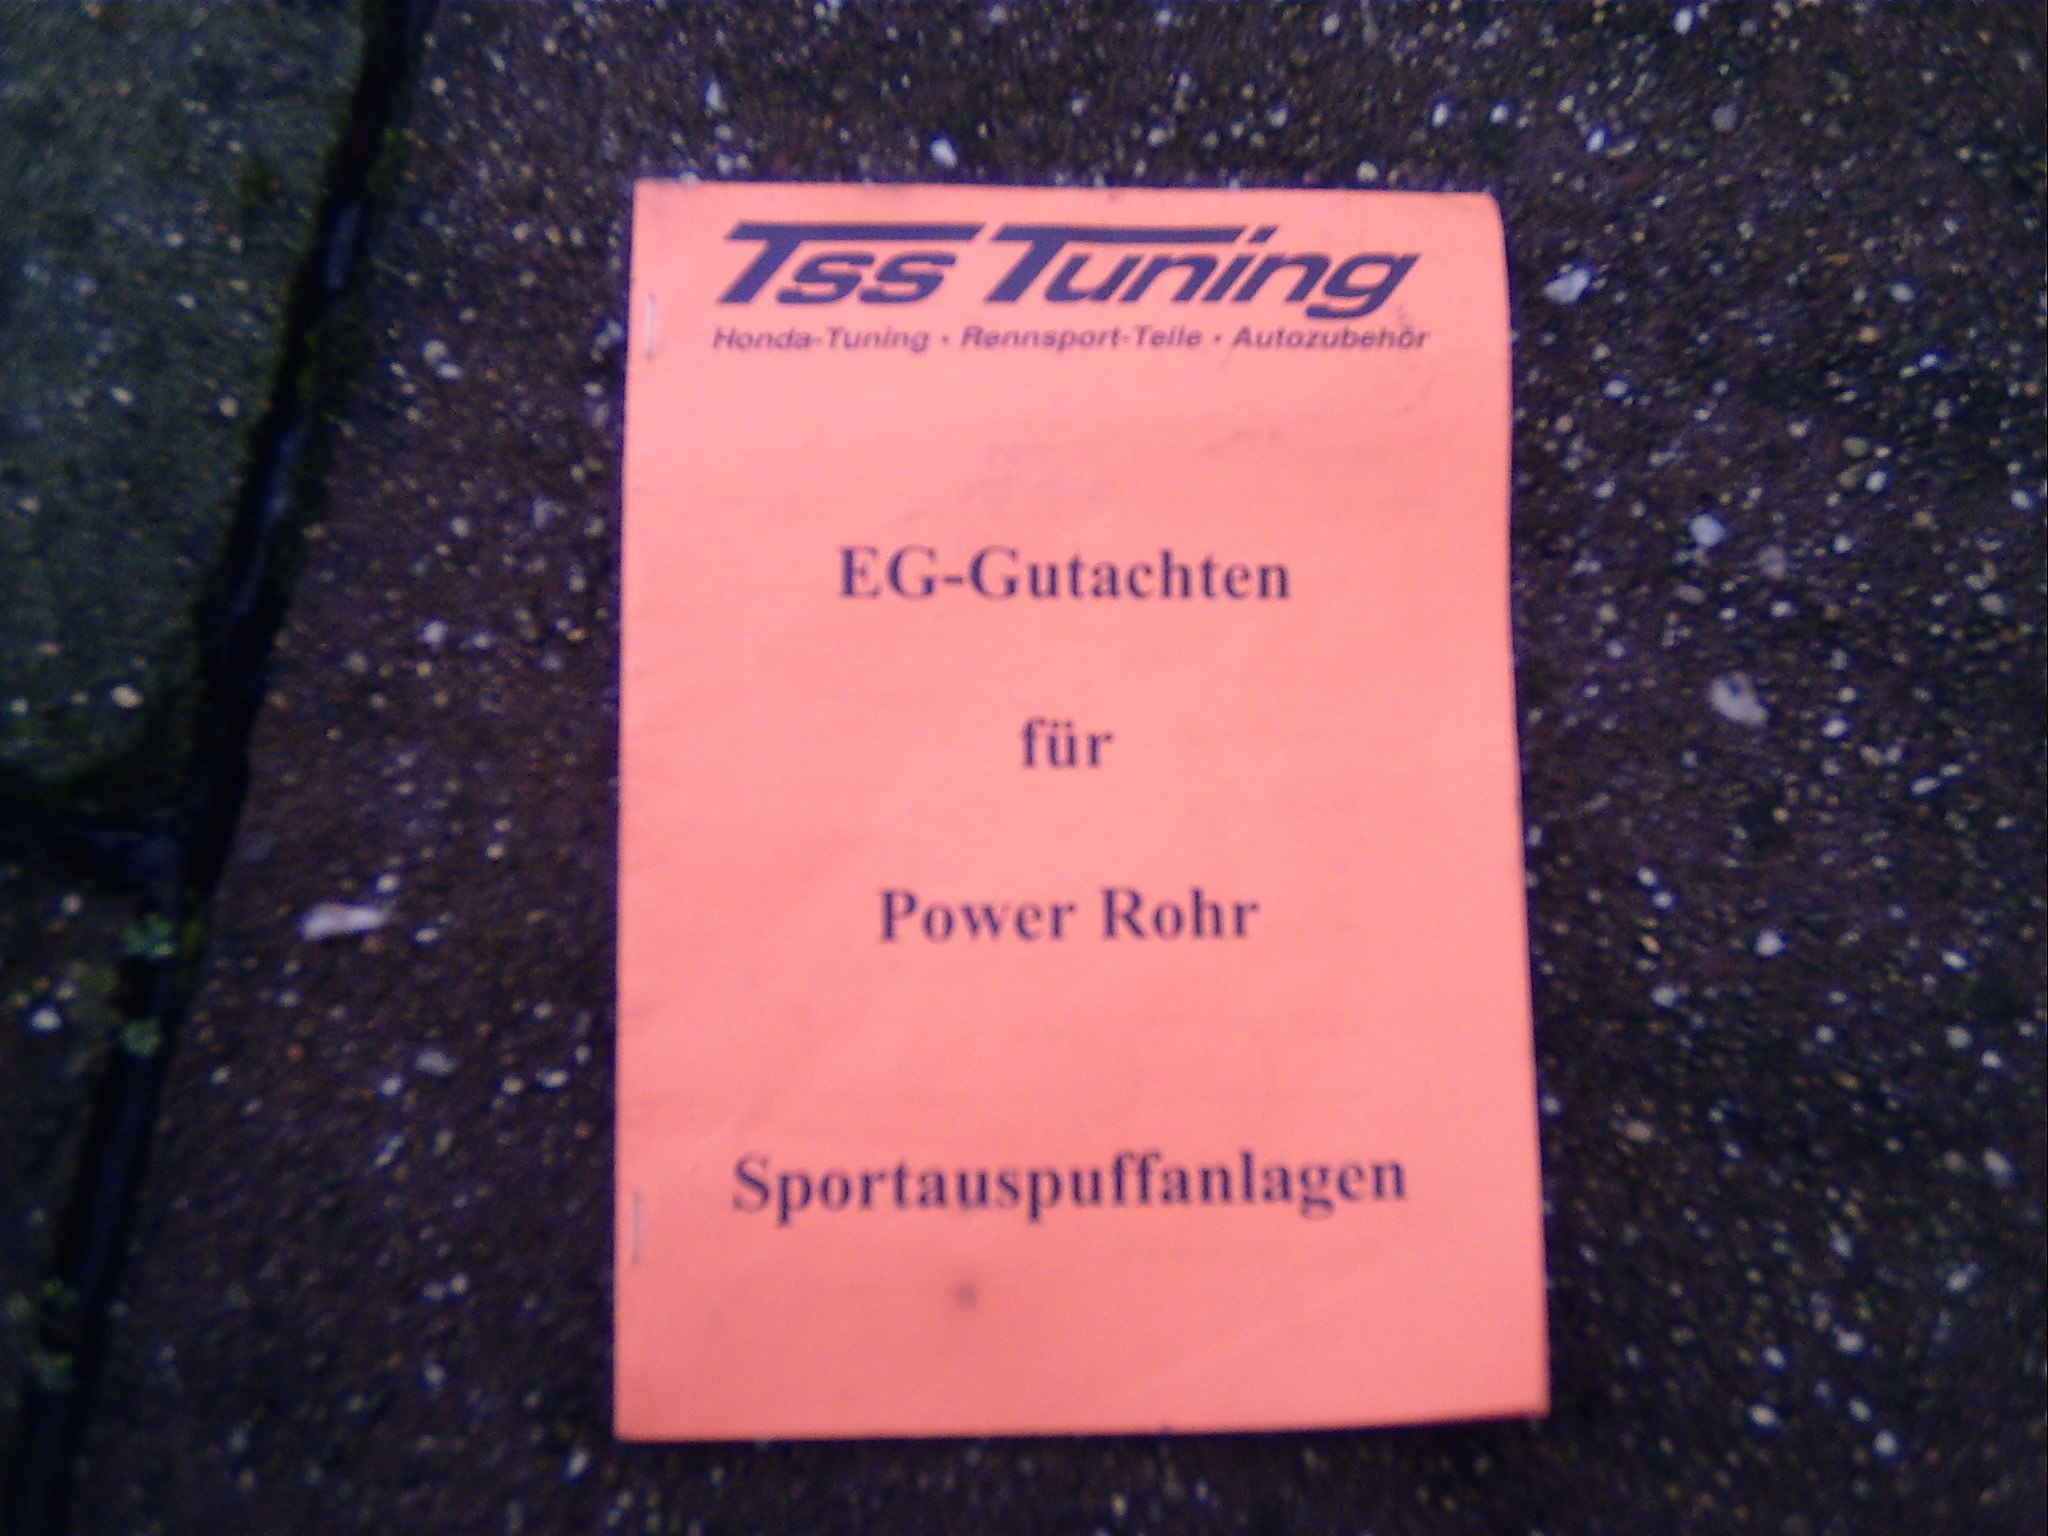 Tss Tuning
Honda-Tuning • Rennsport-Teile • Autozubehör
EG-Gutachten
für
Power Rohr
Sportauspuffanlagen